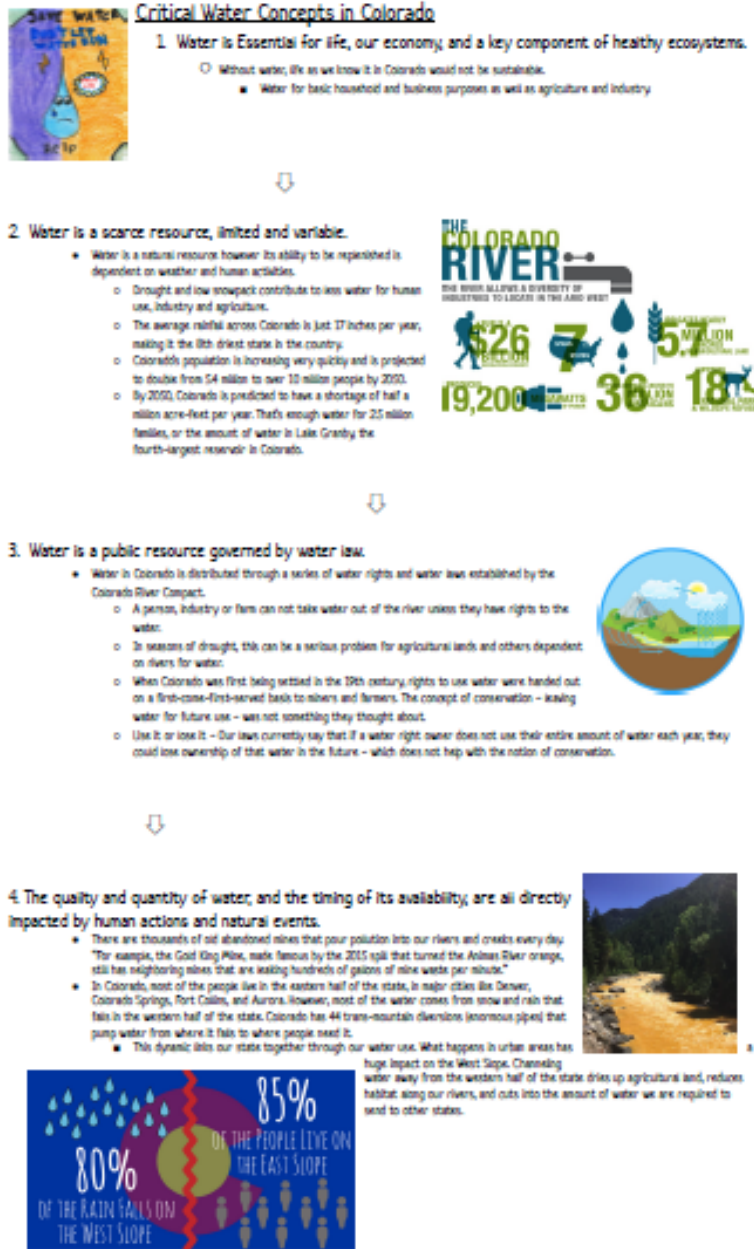 SAVE WATER
DON'T LET
WATER RUN
HELP
Critical Water Concepts in Colorado
1. Water is Essential for life, our economy, and a key component of healthy ecosystems.
Without water, life as we know it in Colorado would not be sustainable.
Water for basic household and business purposes as well as agriculture and industry.
2. Water is a scarce resource, limited and variable.
Water is a natural resource however its ability to be replenished is
dependent on weather and human activities.
Drought and low snowpack contribute to less water for human
use, industry and agriculture.
The average rainfall across Colorado is just 17 inches per year,
making it the 8th driest state in the country.
Colorado's population is increasing very quickly and is projected
to double from 5.4 million to over 10 million people by 2050.
By 2050, Colorado is predicted to have a shortage of half a
million acre-feet per year. That's enough water for 2.5 million
families, or the amount of water in Lake Granby, the
fourth-largest reservoir in Colorado.
THE
COLORADO
RIVER
THE RIVER ALLOWS A DIVERSITY OF
INDUSTRIES TO LOCATE IN THE ARID WEST
$26
BILLION
7
5.7
MILLION
19,200
MEGAWATTS
36
MILLION
18
3. Water is a public resource governed by water law.
Water in Colorado is distributed through a series of water rights and water laws established by the
Colorado River Compact.
A person, industry or farm can not take water out of the river unless they have rights to the
water.
In seasons of drought, this can be a serious problem for agricultural lands and others dependent
on rivers for water.
When Colorado was first being settled in the 19th century, rights to use water were handed out
on a first-come-first-served basis to miners and farmers. The concept of conservation – leaving
water for future use – was not something they thought about.
Use it or lose it – Our laws currently say that if a water right owner does not use their entire amount of water each year, they
could lose ownership of that water in the future – which does not help with the notion of conservation.
4. The quality and quantity of water, and the timing of its availability, are all directly
impacted by human actions and natural events.
There are thousands of old abandoned mines that pour pollution into our rivers and creeks every day.
"For example, the Gold King Mine, made famous by the 2015 spill that turned the Animas River orange,
still has neighboring mines that are leaking hundreds of gallons of mine waste per minute."
In Colorado, most of the people live in the eastern half of the state, in major cities like Denver,
Colorado Springs, Fort Collins, and Aurora. However, most of the water comes from snow and rain that
falls in the western half of the state. Colorado has 44 trans-mountain diversions (enormous pipes) that
pump water from where it falls to where people need it.
This dynamic links our state together through our water use. What happens in urban areas has a
huge impact on the West Slope. Channeling
water away from the western half of the state dries up agricultural land, reduces
habitat along our rivers, and cuts into the amount of water we are required to
send to other states.
85%
OF THE PEOPLE LIVE ON
THE EAST SLOPE
80%
OF THE RAIN FALLS ON
THE WEST SLOPE